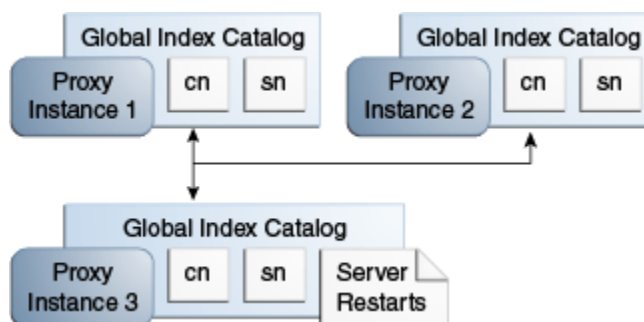 Global Index Catalog
Proxy
Instance 1
cn
sn
Global Index Catalog
Proxy
Instance 2
cn
sn
Global Index Catalog
Proxy
Instance 3
cn
sn
Server
Restarts